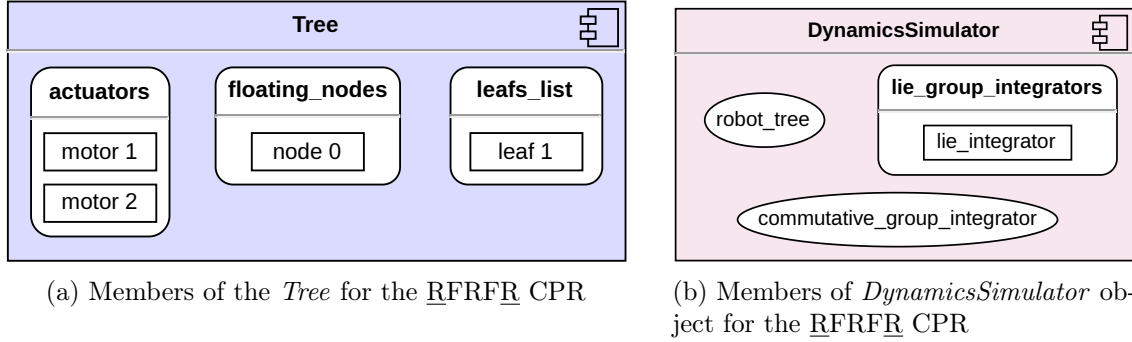 Tree
actuators
motor 1
motor 2
floating_nodes
node 0
leafs_list
leaf 1
(a) Members of the Tree for the RFRFR CPR
DynamicsSimulator
robot_tree
lie_group_integrators
lie_integrator
commutative_group_integrator
(b) Members of DynamicsSimulator ob-
ject for the RFRFR CPR